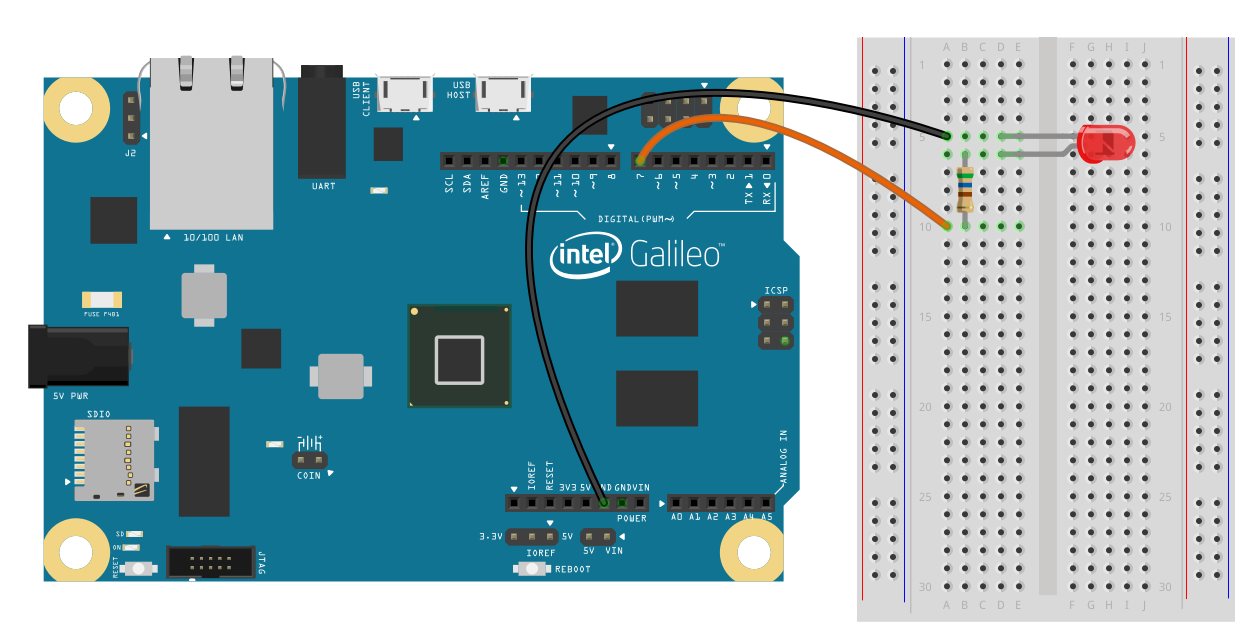 A B C D E F G H I J
1 1
USB CLIENT
USB HOST
J2
UART
5 5
SCL SDA AREF GND ~13 ~11 ~10 ~9 8 7 ~6 ~5 4 ~3 2 TX▶1 RX◀0
DIGITAL(PWM~)
10/100 LAN
10 10
intel Galileo™
ICSP
FUSE F401
15 15
5V PWR
SDIO
20 20
COIN
ANALOG IN
IOREF RESET 3V3 5V GND GND VIN
25 25
POWER
A0 A1 A2 A3 A4 A5
3.3V IOREF 5V
5V VIN
SD
ON
RESET
JTAG
REBOOT
30 30
A B C D E F G H I J